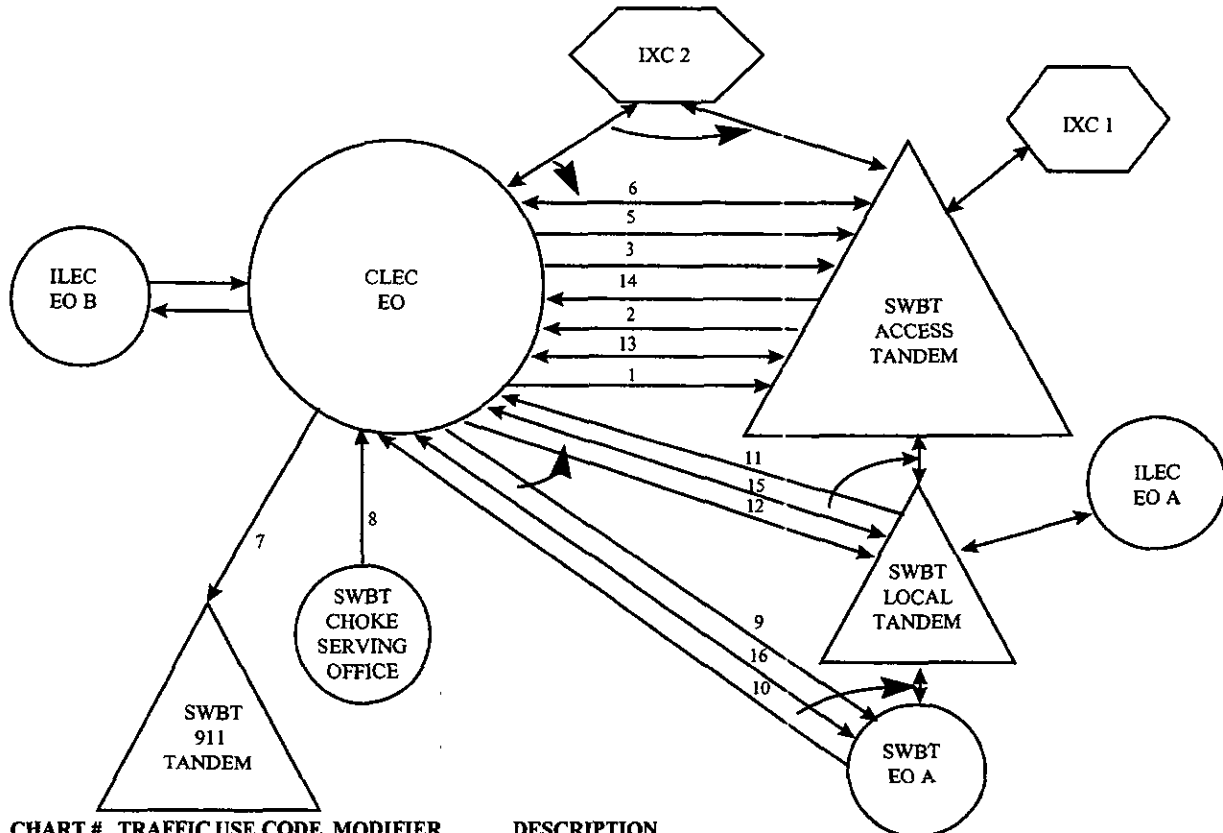 IXC 2
IXC 1
6
5
3
14
2
13
1
ILEC
EO B
CLEC
EO
SWBT
ACCESS
TANDEM
11
15
12
ILEC
EO A
7
8
SWBT
CHOKE
SERVING
OFFICE
SWBT
LOCAL
TANDEM
9
16
10
SWBT
911
TANDEM
SWBT
EO A
CHART # TRAFFIC USE CODE MODIFIER DESCRIPTION